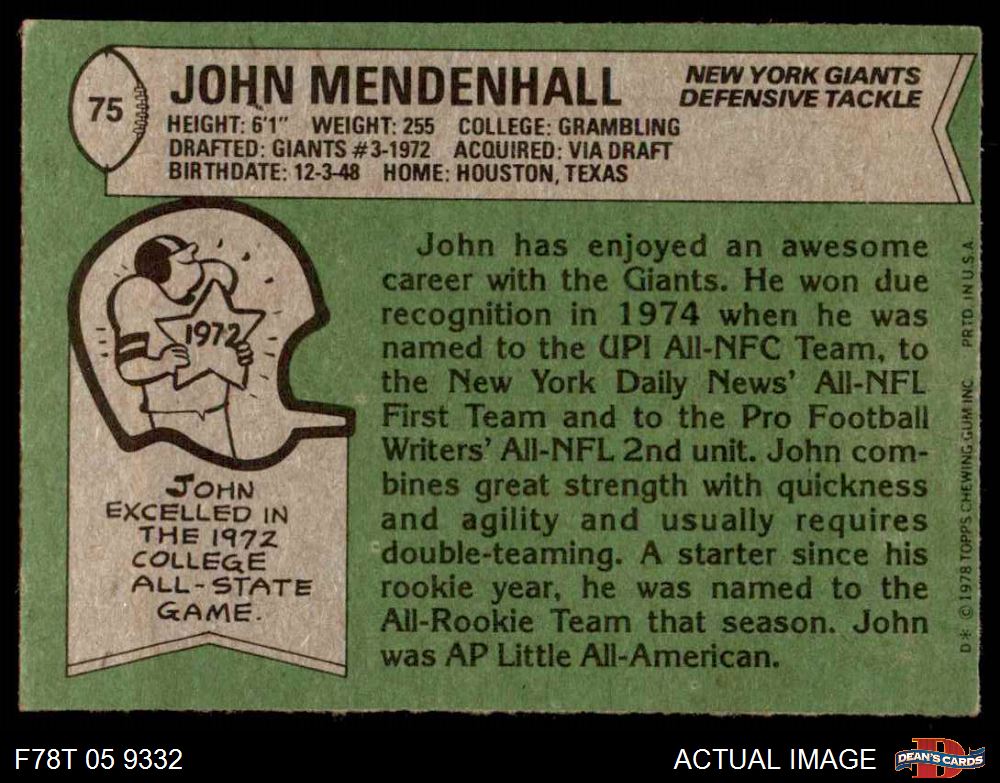 75
JOHN MENDENHALL
NEW YORK GIANTS
DEFENSIVE TACKLE
HEIGHT: 6'1" WEIGHT: 255 COLLEGE: GRAMBLING
DRAFTED: GIANTS #3-1972 ACQUIRED: VIA DRAFT
BIRTHDATE: 12-3-48 HOME: HOUSTON, TEXAS
1972
JOHN
EXCELLED IN
THE 1972
COLLEGE
ALL-STATE
GAME.
John has enjoyed an awesome
career with the Giants. He won due
recognition in 1974 when he was
named to the UPI All-NFC Team, to
the New York Daily News' All-NFL
First Team and to the Pro Football
Writers' All-NFL 2nd unit. John com-
bines great strength with quickness
and agility and usually requires
double-teaming. A starter since his
rookie year, he was named to the
All-Rookie Team that season. John
was AP Little All-American.
D* © 1978 TOPPS CHEWING GUM INC PRTD. IN U.S.A.
F78T 05 9332
ACTUAL IMAGE
D
DEAN'S CARDS